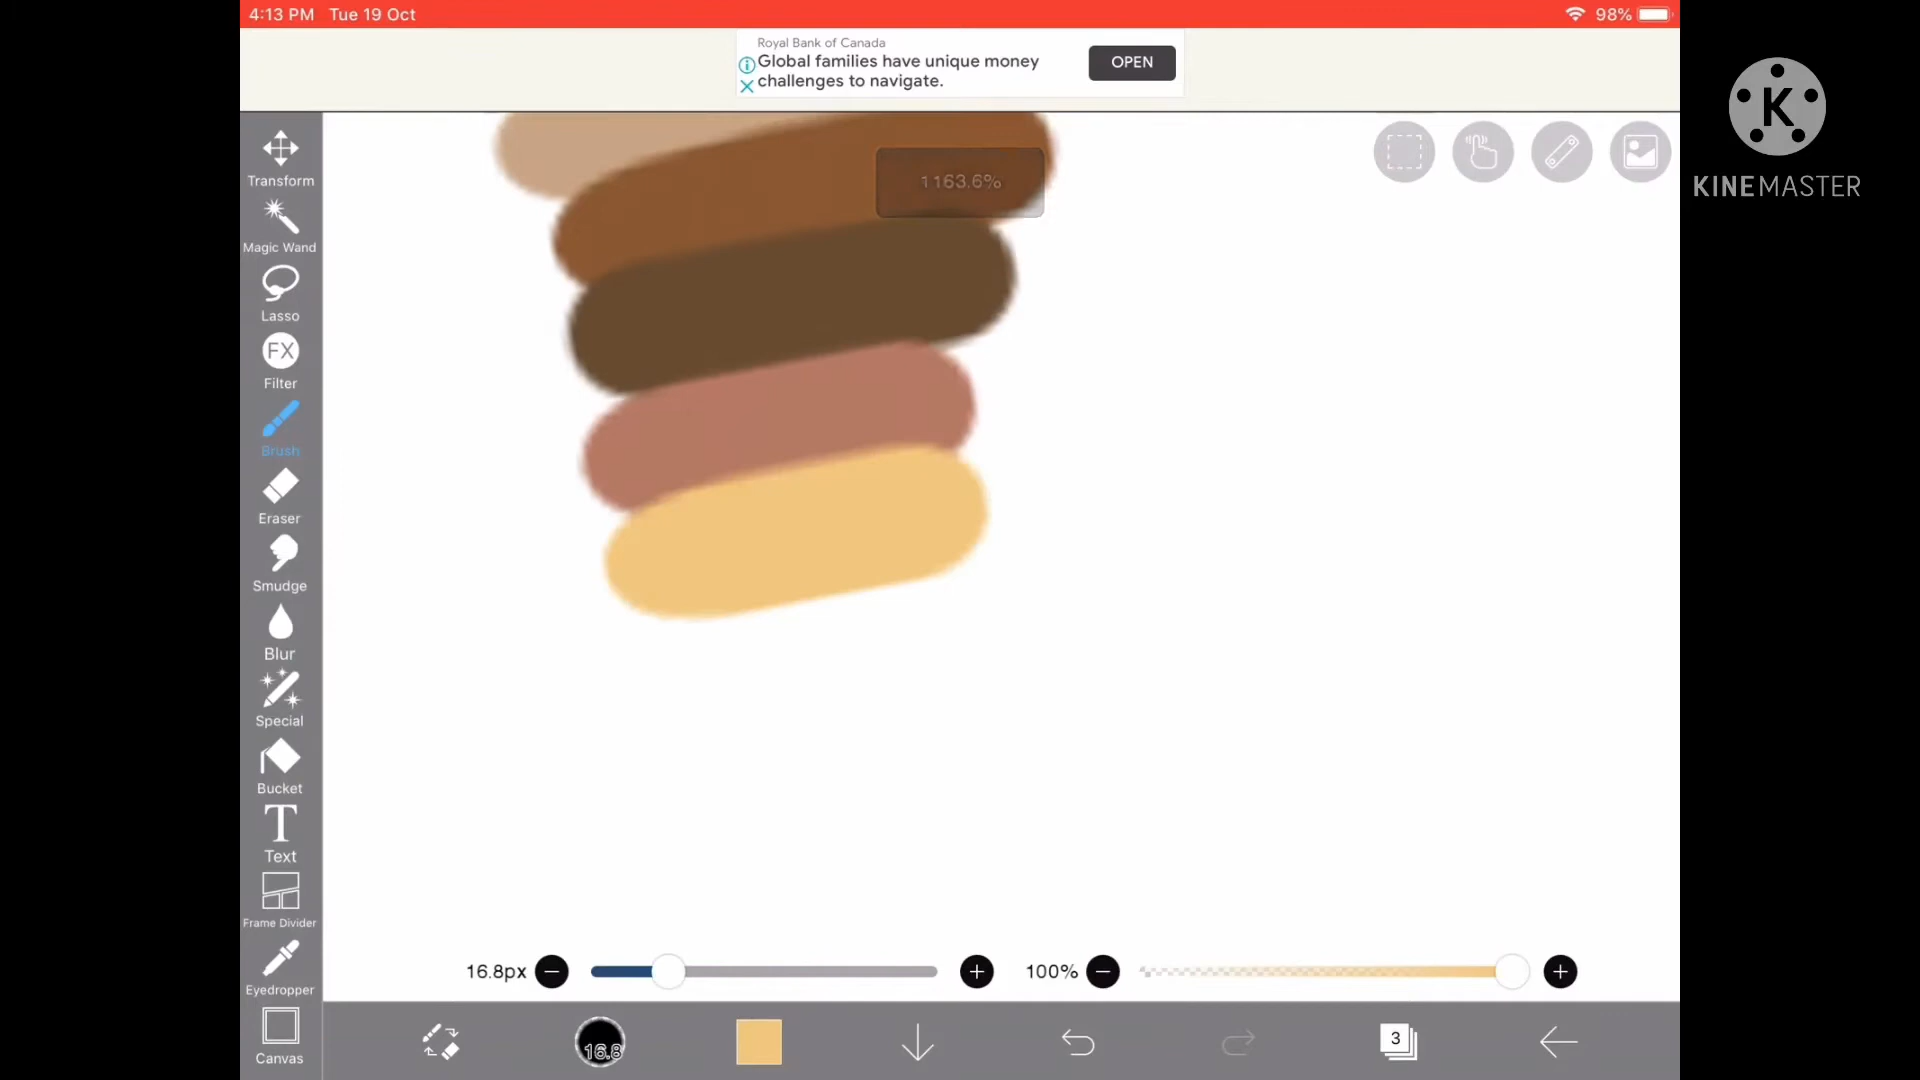 4:13 PM Tue 19 Oct
98%
Royal Bank of Canada
Global families have unique money
challenges to navigate.
OPEN
K
KINEMASTER
1163.6%
Transform
Magic Wand
Lasso
FX
Filter
Brush
Eraser
Smudge
Blur
Special
Bucket
T
Text
Frame Divider
Eyedropper
Canvas
16.8px
100%
16.8
3